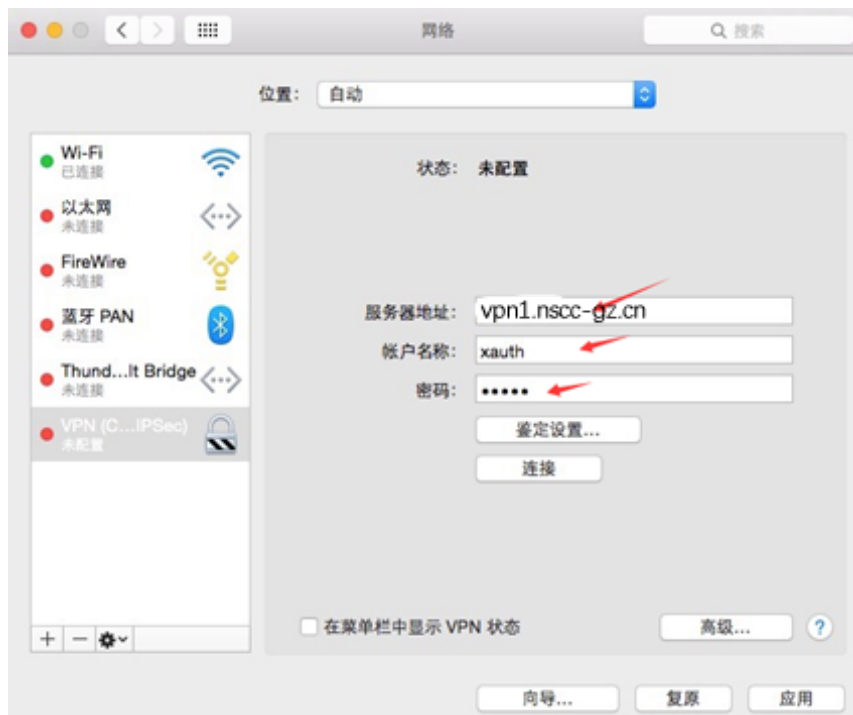 网络
搜索
位置： 自动
Wi-Fi
已连接
以太网
未连接
FireWire
未连接
蓝牙 PAN
未连接
Thund...lt Bridge
未连接
VPN (C...IPSec)
未配置
状态： 未配置
服务器地址： vpn1.nscc-gz.cn
帐户名称： xauth
密码： •••••
鉴定设置...
连接
在菜单栏中显示 VPN 状态
高级...
?
向导...
复原
应用